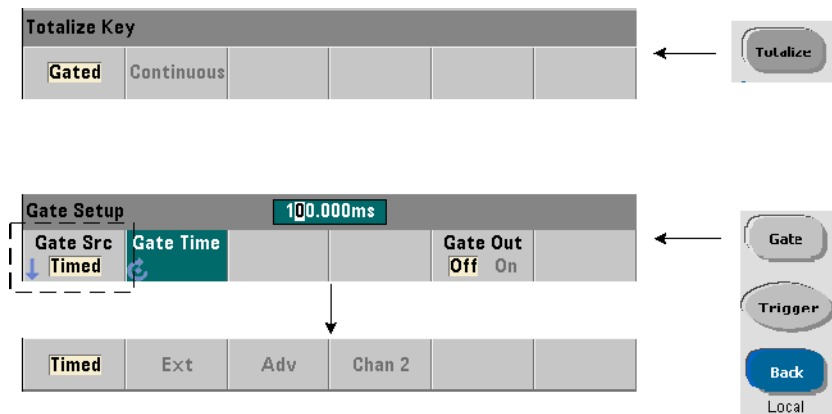 Totalize Key
Gated Continuous
Totalize
Gate Setup 100.000ms
Gate Src Gate Time Gate Out
Timed Off On
Gate
Trigger
Timed Ext Adv Chan 2
Back
Local